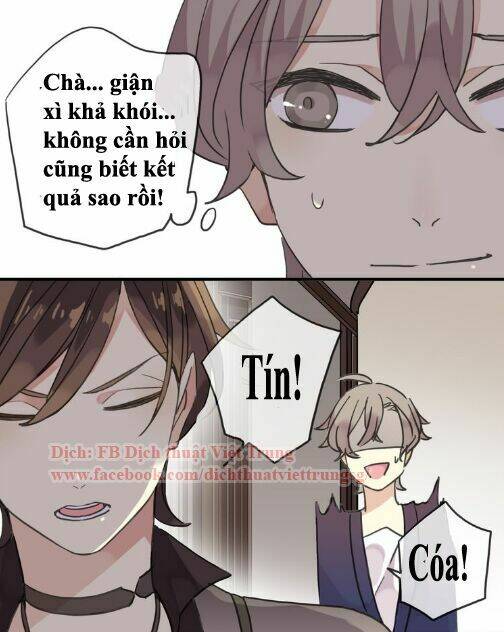 Chà... giận
xì khả khói...
không cần hỏi
cũng biết kết
quả sao rồi!
Tín!
Dịch: FB Dịch thuật Việt Trung
www.facebook.com/dichthuatviettrung.g
Cóa!